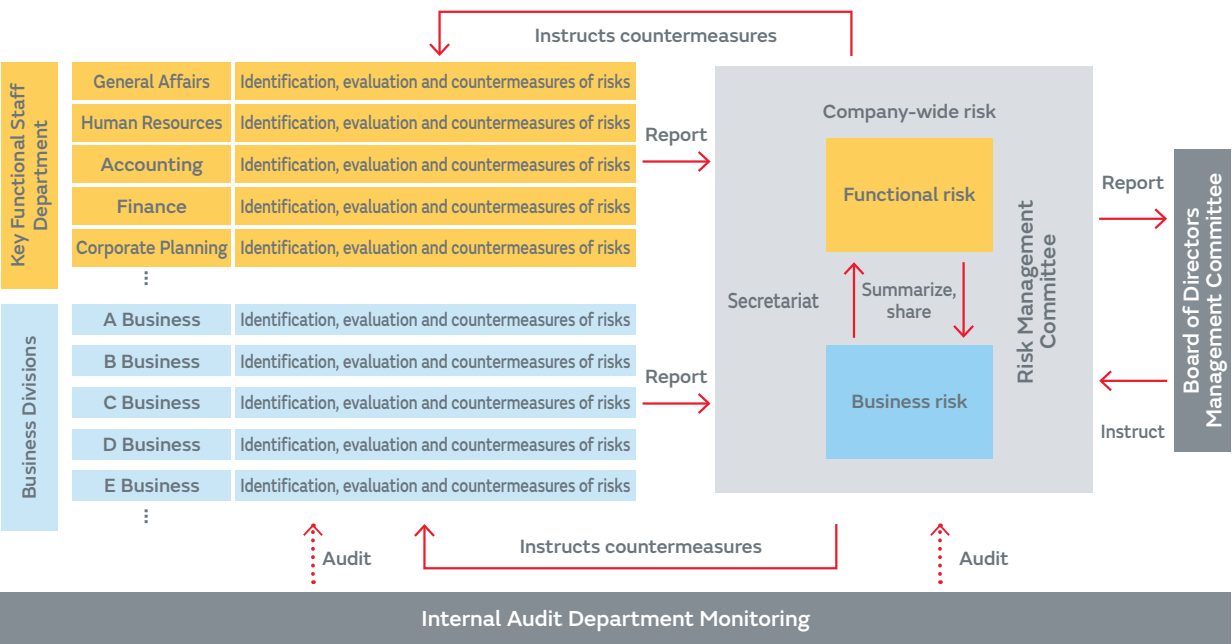 Instructs countermeasures
Key Functional Staff
Department
General Affairs
Identification, evaluation and countermeasures of risks
Human Resources
Identification, evaluation and countermeasures of risks
Accounting
Identification, evaluation and countermeasures of risks
Finance
Identification, evaluation and countermeasures of risks
Corporate Planning
Identification, evaluation and countermeasures of risks
Report
Business Divisions
A Business
Identification, evaluation and countermeasures of risks
B Business
Identification, evaluation and countermeasures of risks
C Business
Identification, evaluation and countermeasures of risks
D Business
Identification, evaluation and countermeasures of risks
E Business
Identification, evaluation and countermeasures of risks
Report
Company-wide risk
Functional risk
Secretariat
Summarize,
share
Business risk
Risk Management
Committee
Report
Instruct
Board of Directors
Management Committee
Audit
Instructs countermeasures
Audit
Internal Audit Department Monitoring